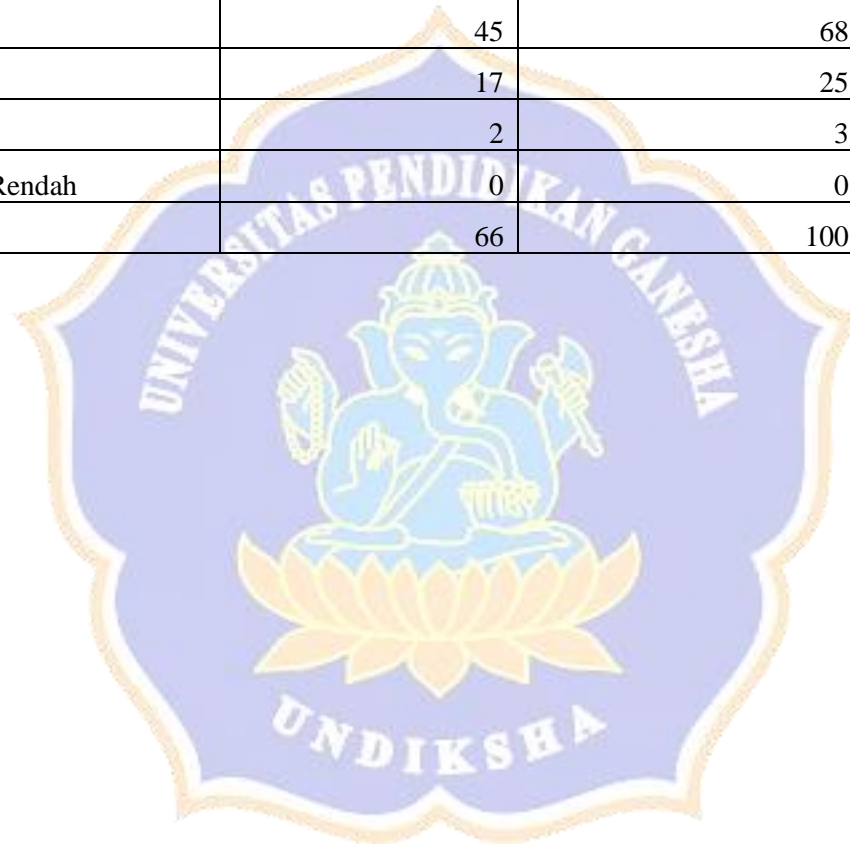 45 68
17 25
2 3
Rendah 0 0
66 100
UNIVERSITAS PENDIDIKAN GANESHA
UNDIKSHA